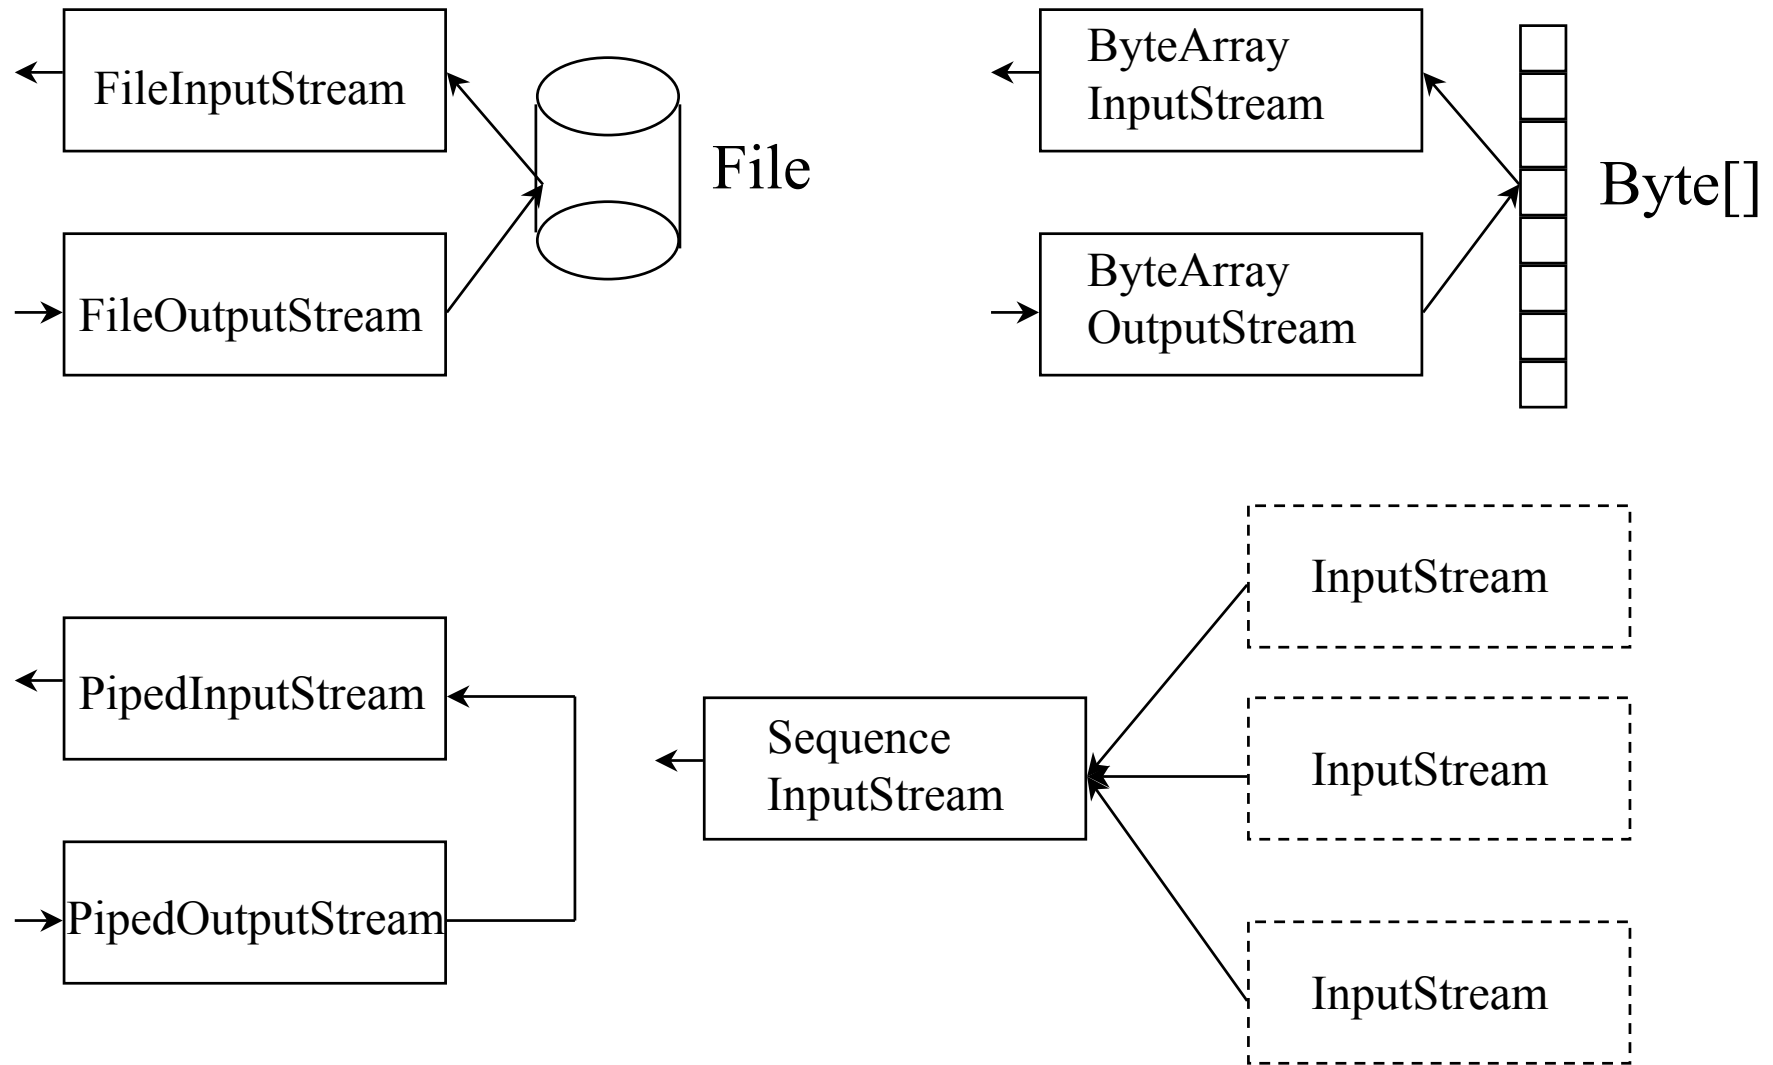 FileInputStream
File
FileOutputStream
ByteArray
InputStream
Byte[]
ByteArray
OutputStream
PipedInputStream
PipedOutputStream
Sequence
InputStream
InputStream
InputStream
InputStream